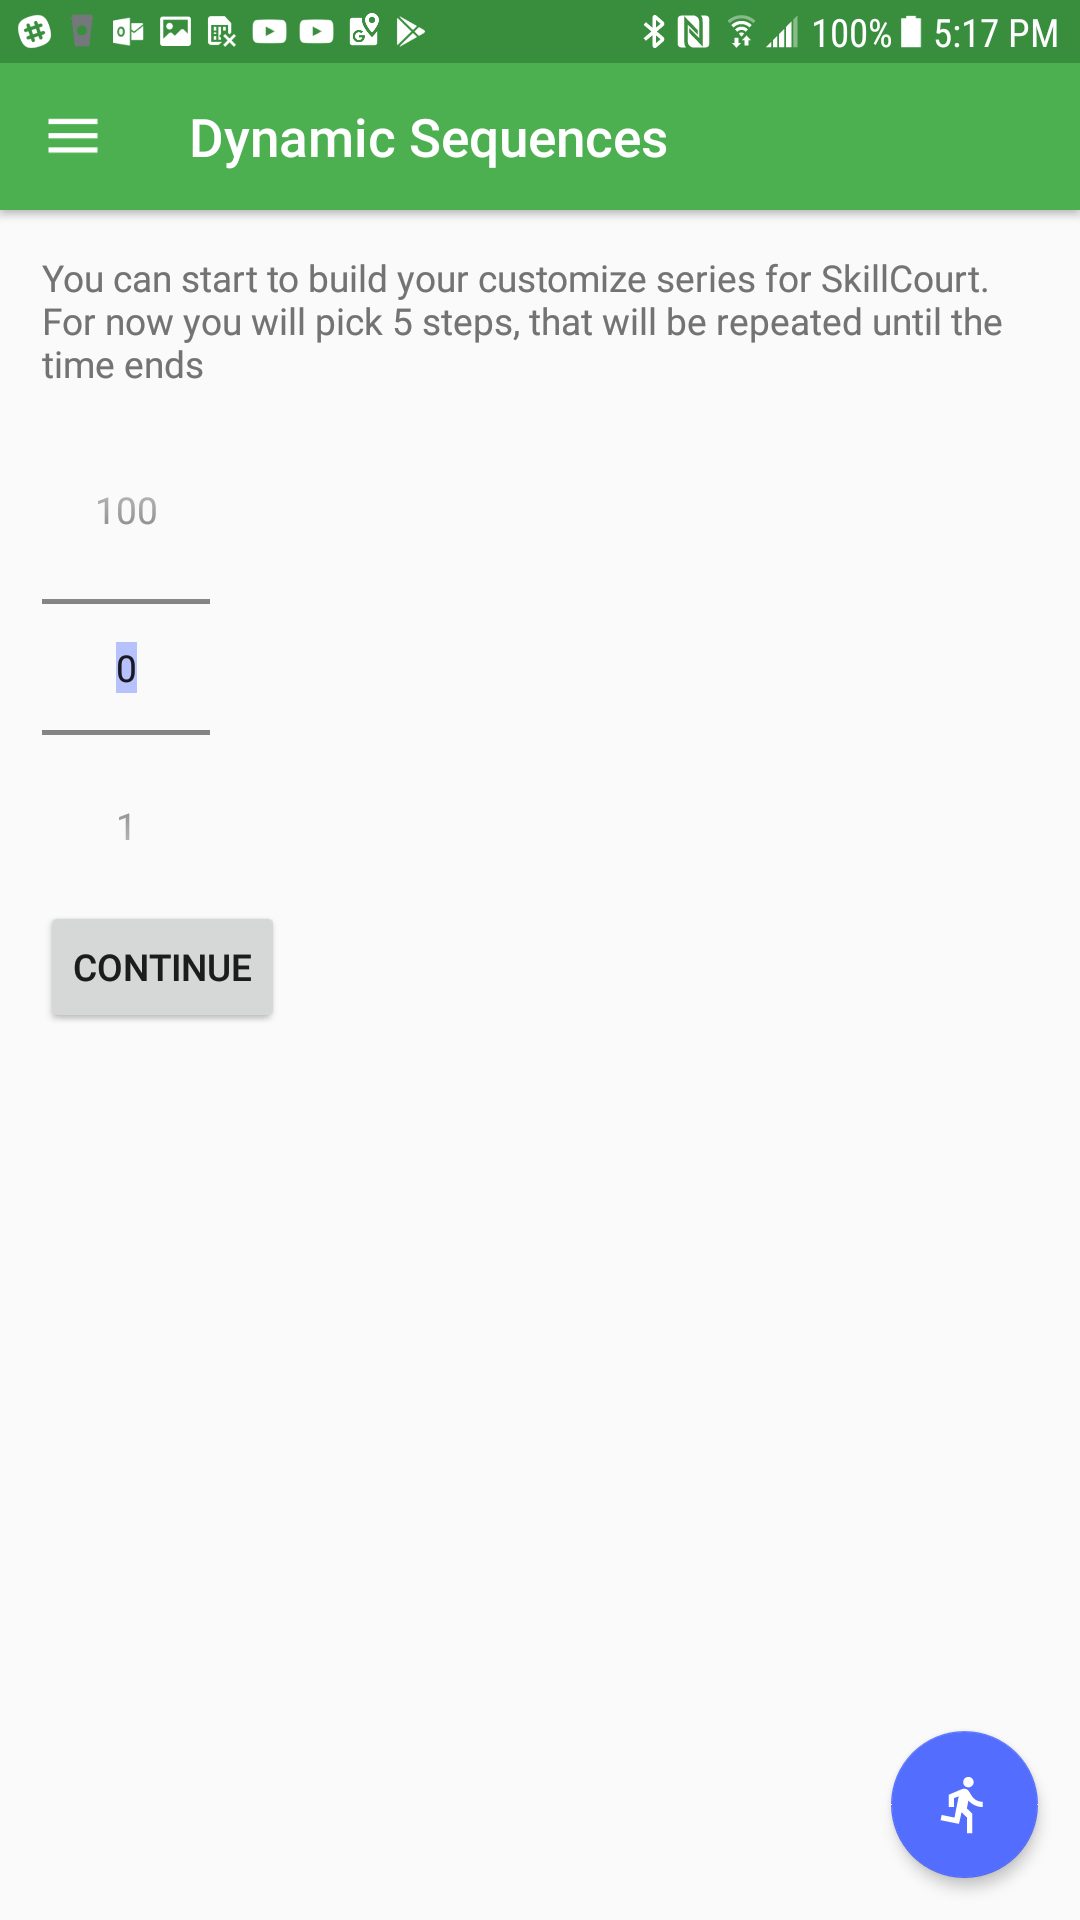 100% 5:17 PM
Dynamic Sequences
You can start to build your customize series for SkillCourt.
For now you will pick 5 steps, that will be repeated until the
time ends
100
0
1
CONTINUE